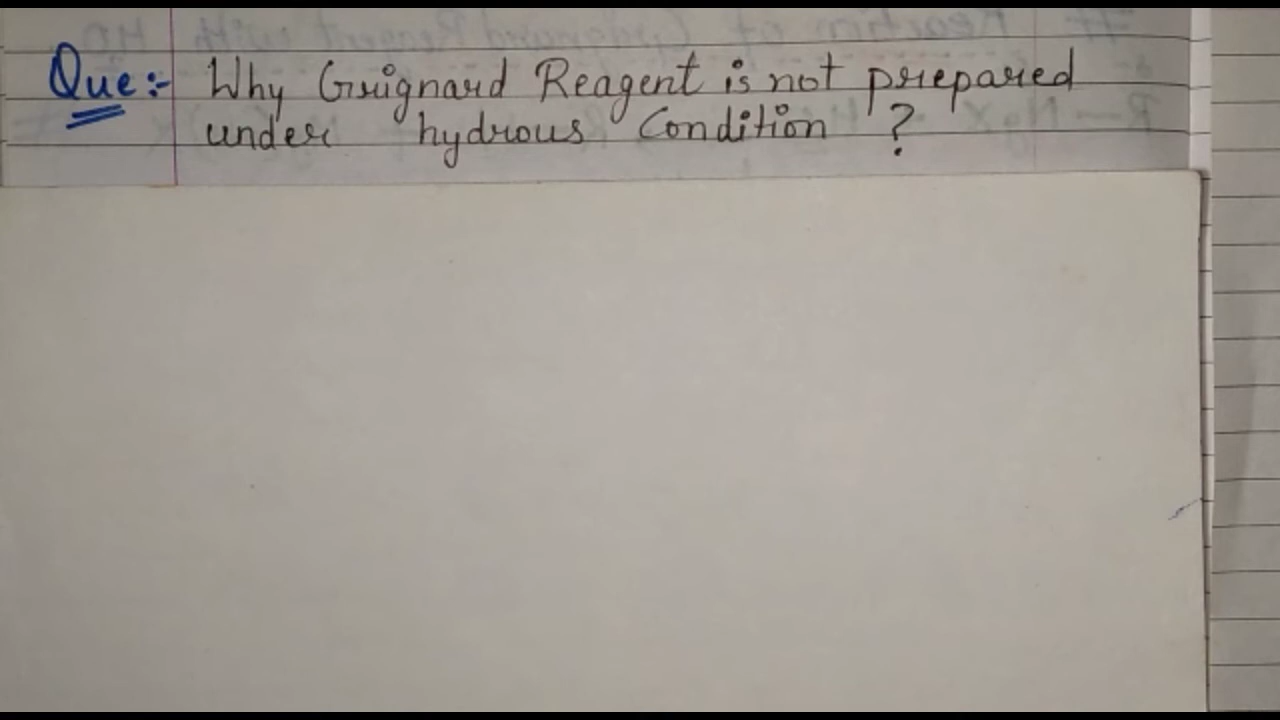 Que:- Why Grignard Reagent is not prepared
under hydrous Condition ?